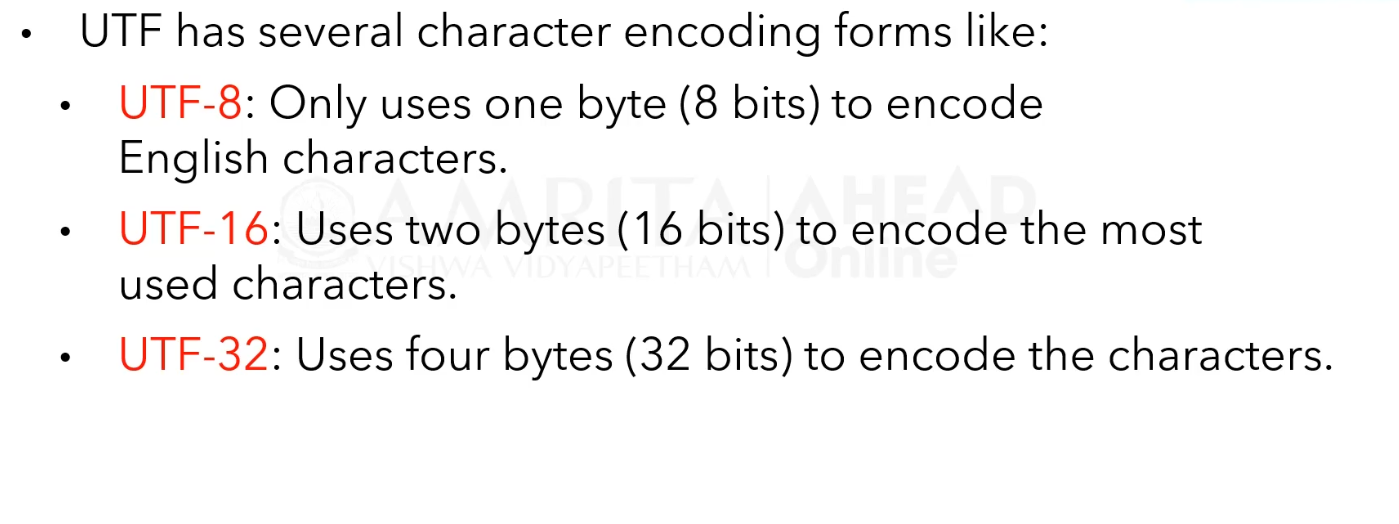 • UTF has several character encoding forms like:
• UTF-8: Only uses one byte (8 bits) to encode
English characters.
AMRITA | AHEAD
• UTF-16: Uses two bytes (16 bits) to encode the most
VISHWA VIDYAPEETHAM | Online
used characters.
• UTF-32: Uses four bytes (32 bits) to encode the characters.